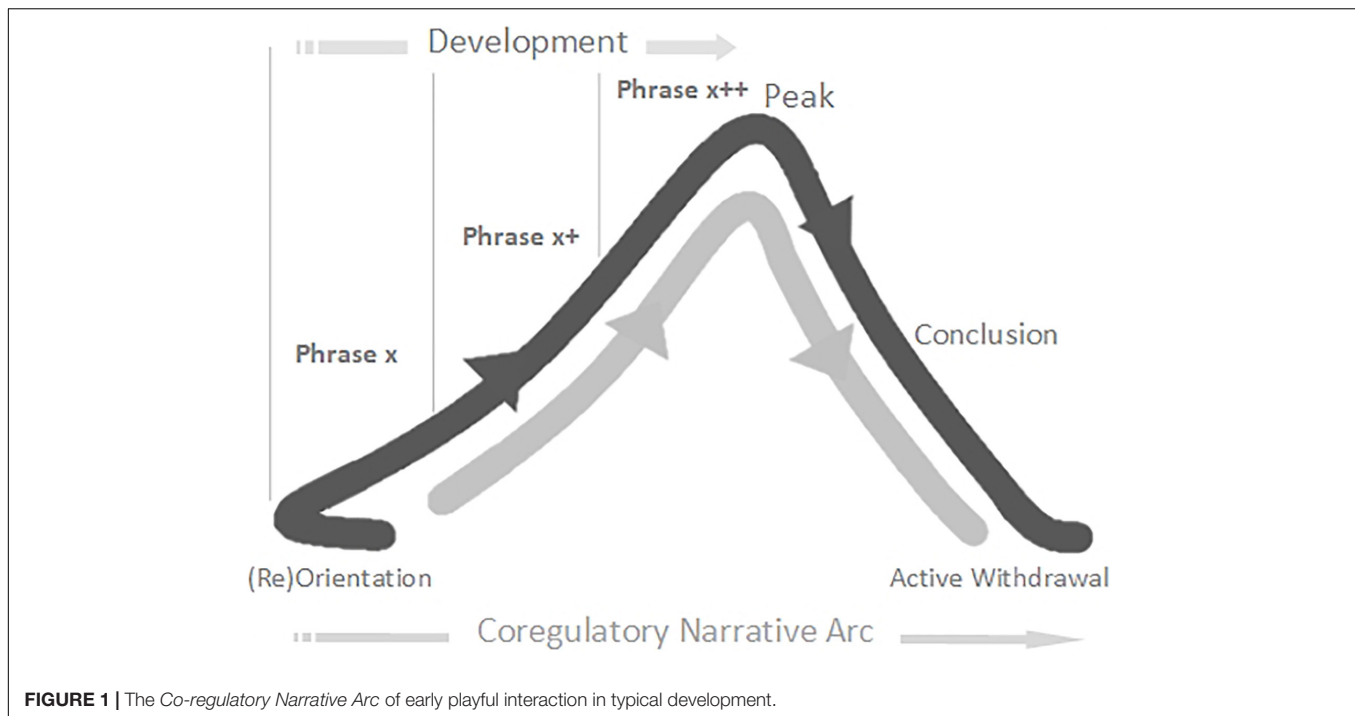 Development
Phrase x++ Peak
Phrase x+
Phrase x
Conclusion
(Re)Orientation
Active Withdrawal
Coregulatory Narrative Arc
FIGURE 1 | The Co-regulatory Narrative Arc of early playful interaction in typical development.